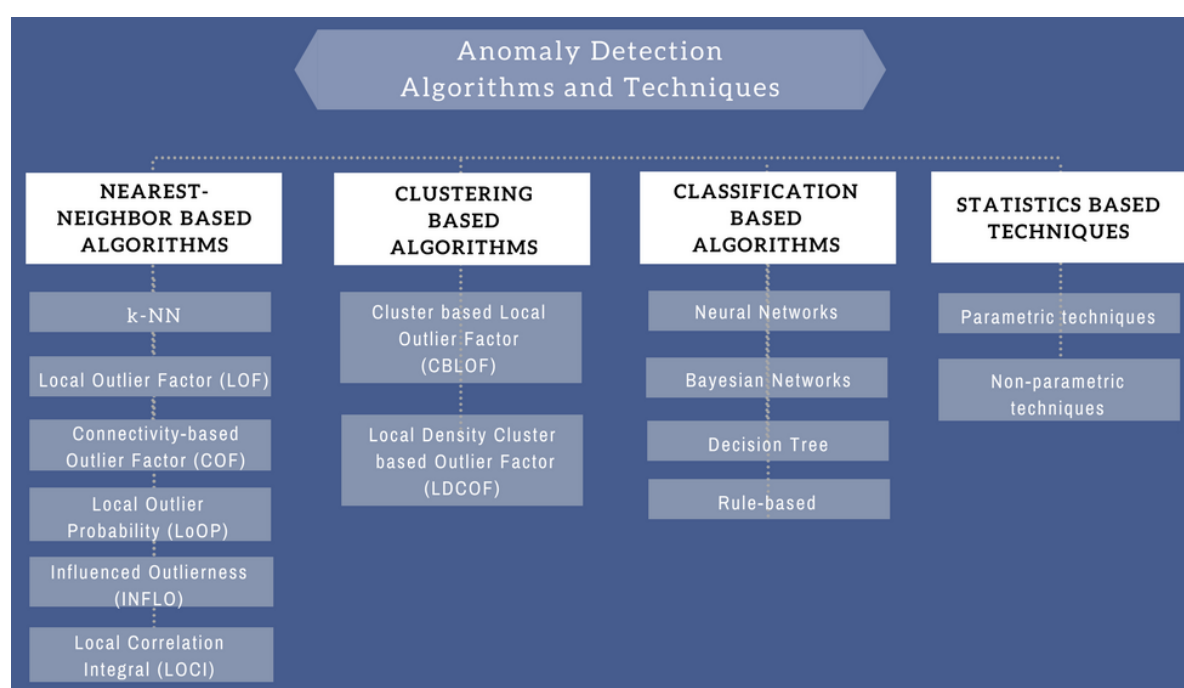 Anomaly Detection
Algorithms and Techniques
NEAREST-
NEIGHBOR BASED
ALGORITHMS
k-NN
Local Outlier Factor (LOF)
Connectivity-based
Outlier Factor (COF)
Local Outlier
Probability (LoOP)
Influenced Outlierness
(INFLO)
Local Correlation
Integral (LOCI)
CLUSTERING
BASED
ALGORITHMS
Cluster based Local
Outlier Factor
(CBLOF)
Local Density Cluster
based Outlier Factor
(LDCOF)
CLASSIFICATION
BASED
ALGORITHMS
Neural Networks
Bayesian Networks
Decision Tree
Rule-based
STATISTICS BASED
TECHNIQUES
Parametric techniques
Non-parametric
techniques